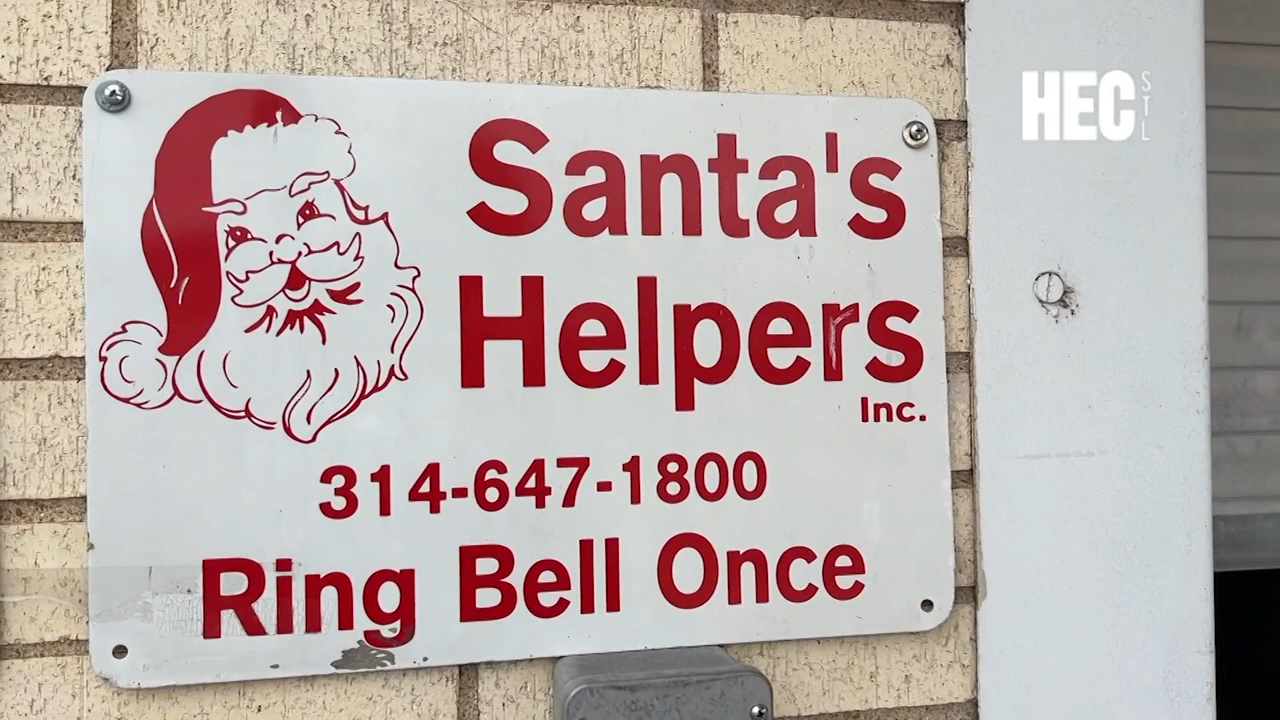 HEC STL
Santa's
Helpers
Inc.
314-647-1800
Ring Bell Once